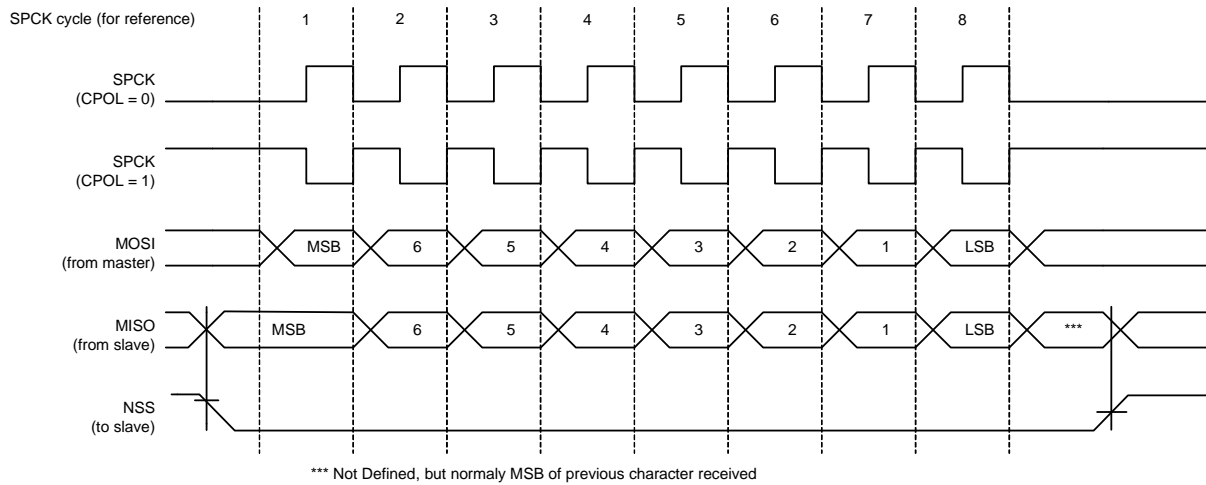 SPCK cycle (for reference) 1 2 3 4 5 6 7 8
SPCK
(CPOL = 0)
SPCK
(CPOL = 1)
MOSI
(from master)
MSB 6 5 4 3 2 1 LSB
MISO
(from slave)
MSB 6 5 4 3 2 1 LSB ***
NSS
(to slave)
*** Not Defined, but normaly MSB of previous character received